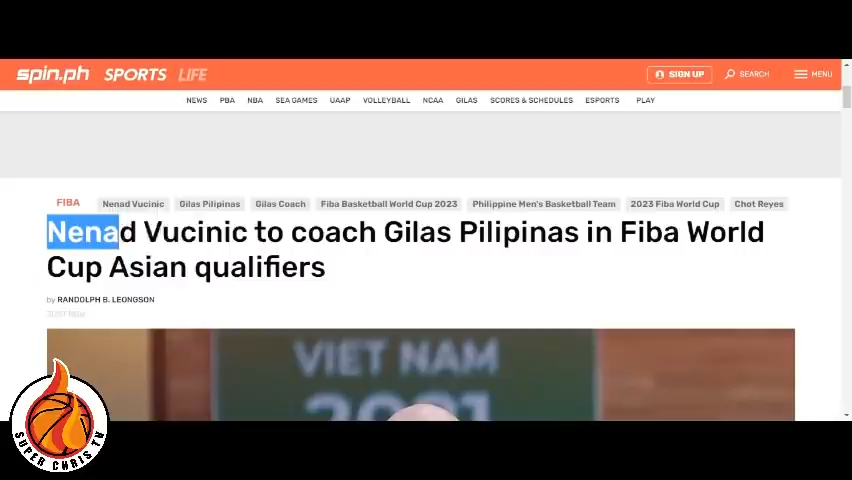 spin.ph SPORTS LIFE
SIGN UP SEARCH MENU
NEWS PBA NBA SEA GAMES UAAP VOLLEYBALL NCAA GILAS SCORES & SCHEDULES ESPORTS PLAY
FIBA Nenad Vucinic Gilas Pilipinas Gilas Coach Fiba Basketball World Cup 2023 Philippine Men's Basketball Team 2023 Fiba World Cup Chot Reyes
Nenad Vucinic to coach Gilas Pilipinas in Fiba World
Cup Asian qualifiers
by RANDOLPH B. LEONGSON
JUST NOW
VIET NAM
2021
SUPER CHRIS TV